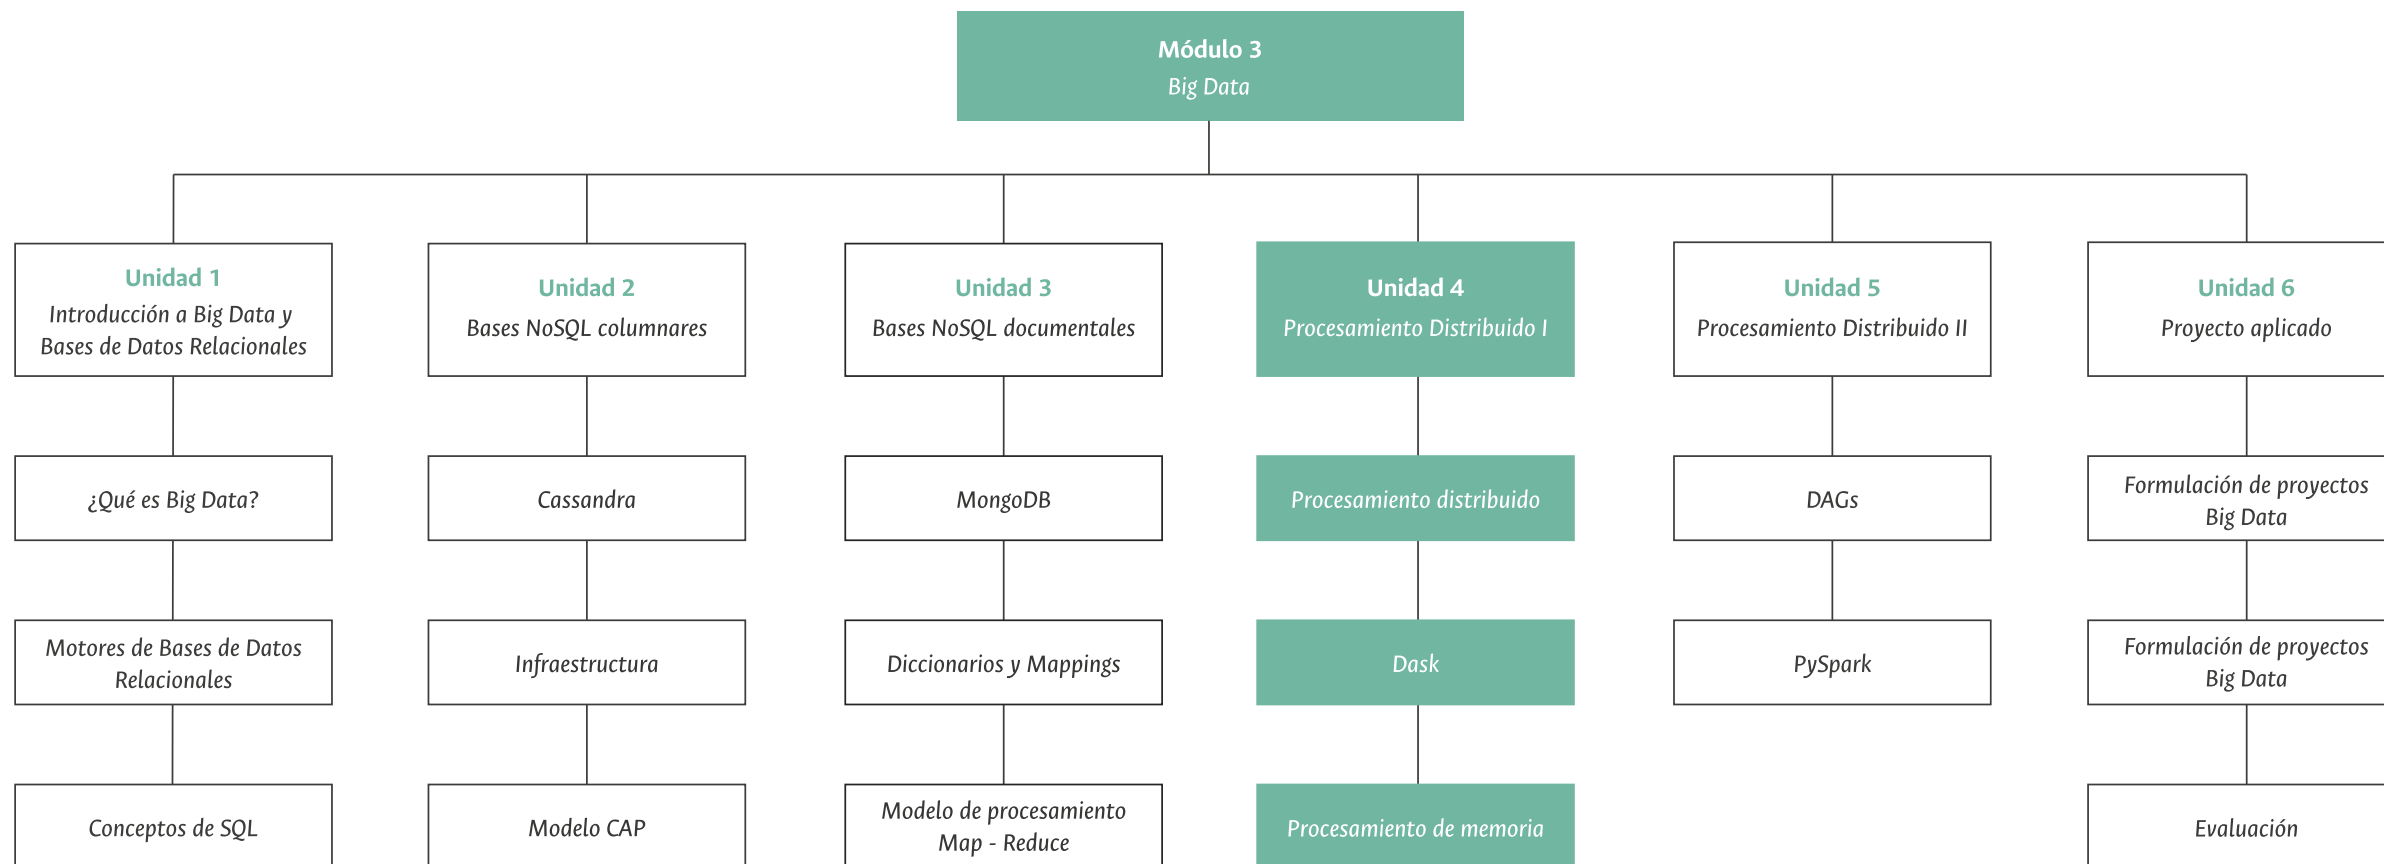 Módulo 3
Big Data
Unidad 1
Introducción a Big Data y
Bases de Datos Relacionales
Unidad 2
Bases NoSQL columnares
Unidad 3
Bases NoSQL documentales
Unidad 4
Procesamiento Distribuido I
Unidad 5
Procesamiento Distribuido II
Unidad 6
Proyecto aplicado
¿Qué es Big Data?
Cassandra
MongoDB
Procesamiento distribuido
DAGs
Formulación de proyectos
Big Data
Motores de Bases de Datos
Relacionales
Infraestructura
Diccionarios y Mappings
Dask
PySpark
Formulación de proyectos
Big Data
Conceptos de SQL
Modelo CAP
Modelo de procesamiento
Map - Reduce
Procesamiento de memoria
Evaluación